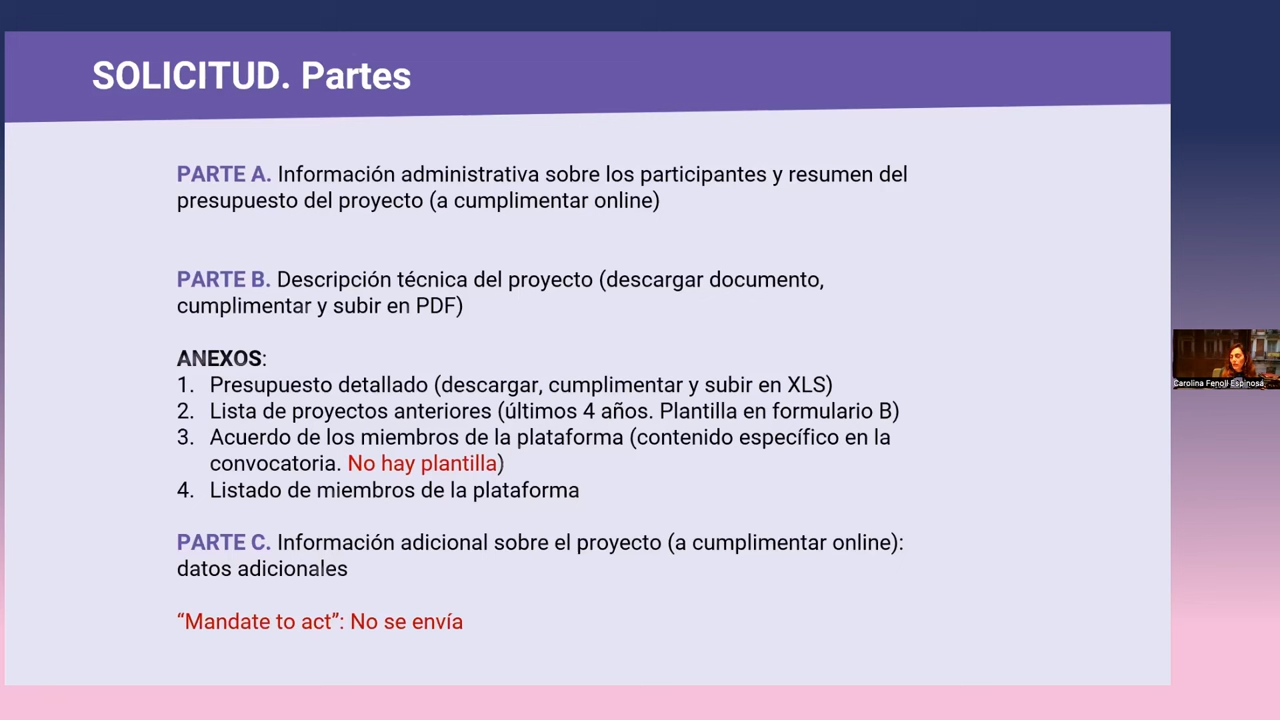 SOLICITUD. Partes
PARTE A. Información administrativa sobre los participantes y resumen del
presupuesto del proyecto (a cumplimentar online)
PARTE B. Descripción técnica del proyecto (descargar documento,
cumplimentar y subir en PDF)
ANEXOS:
1. Presupuesto detallado (descargar, cumplimentar y subir en XLS)
2. Lista de proyectos anteriores (últimos 4 años. Plantilla en formulario B)
3. Acuerdo de los miembros de la plataforma (contenido específico en la
convocatoria. No hay plantilla)
4. Listado de miembros de la plataforma
PARTE C. Información adicional sobre el proyecto (a cumplimentar online):
datos adicionales
“Mandate to act”: No se envía
Carolina Fenoll Espinosa